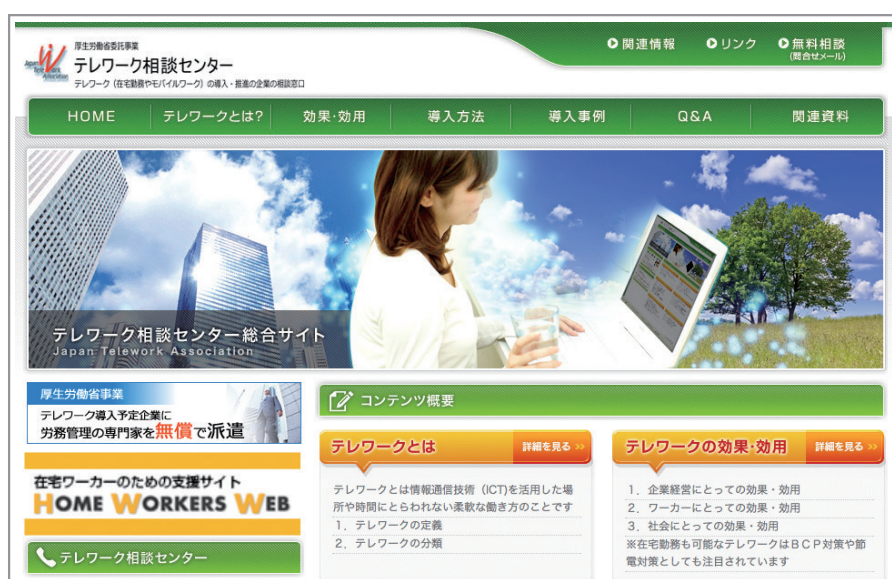 Japan
Tele Work
Association
厚生労働省委託事業
テレワーク相談センター
テレワーク（在宅勤務やモバイルワーク）の導入・推進の企業の相談窓口
関連情報
リンク
無料相談
(問合せメール)
HOME
テレワークとは?
効果･効用
導入方法
導入事例
Q&A
関連資料
テレワーク相談センター総合サイト
Japan Telework Association
厚生労働省事業
テレワーク導入予定企業に
労務管理の専門家を無償で派遣
在宅ワーカーのための支援サイト
HOME WORKERS WEB
テレワーク相談センター
コンテンツ概要
テレワークとは
詳細を見る >>
テレワークとは情報通信技術（ICT)を活用した場
所や時間にとらわれない柔軟な働き方のことです
1．テレワークの定義
2．テレワークの分類
テレワークの効果･効用
詳細を見る >>
1．企業経営にとっての効果・効用
2．ワーカーにとっての効果・効用
3．社会にとっての効果・効用
※在宅勤務も可能なテレワークはＢＣＰ対策や節
電対策としても注目されています